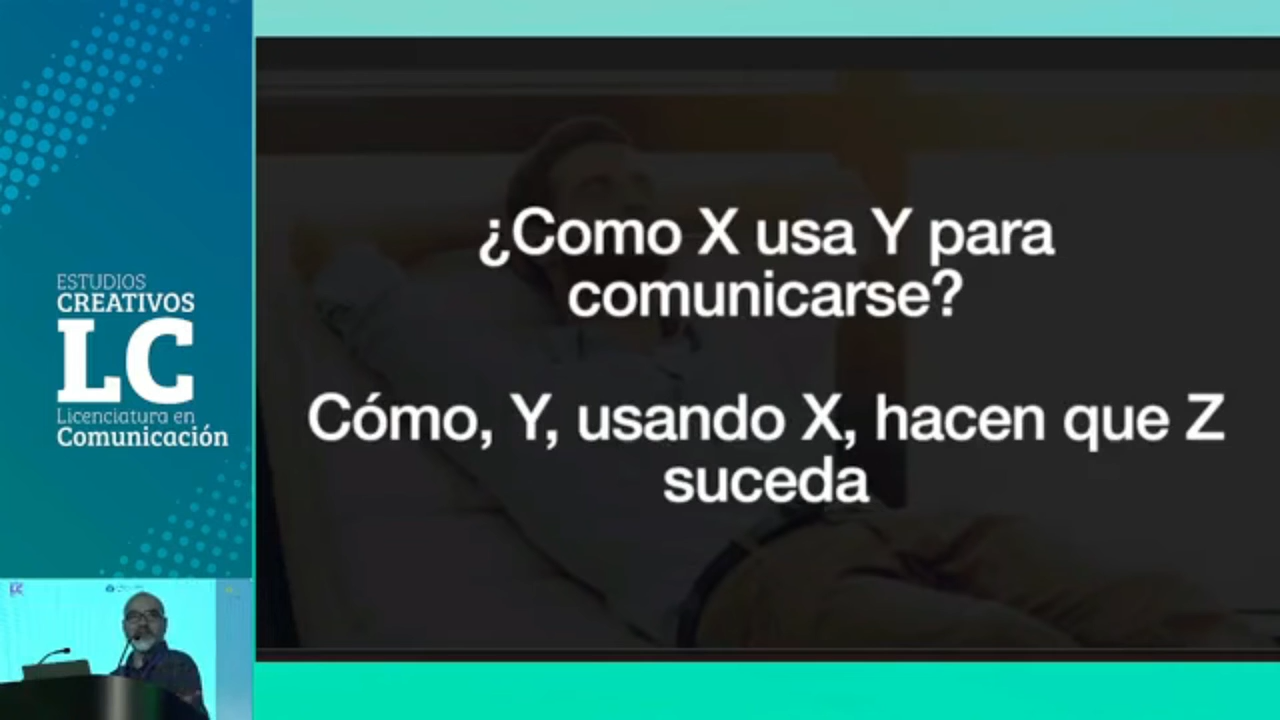 ESTUDIOS
CREATIVOS
LC
Licenciatura en
Comunicación
¿Como X usa Y para
comunicarse?
Cómo, Y, usando X, hacen que Z
suceda